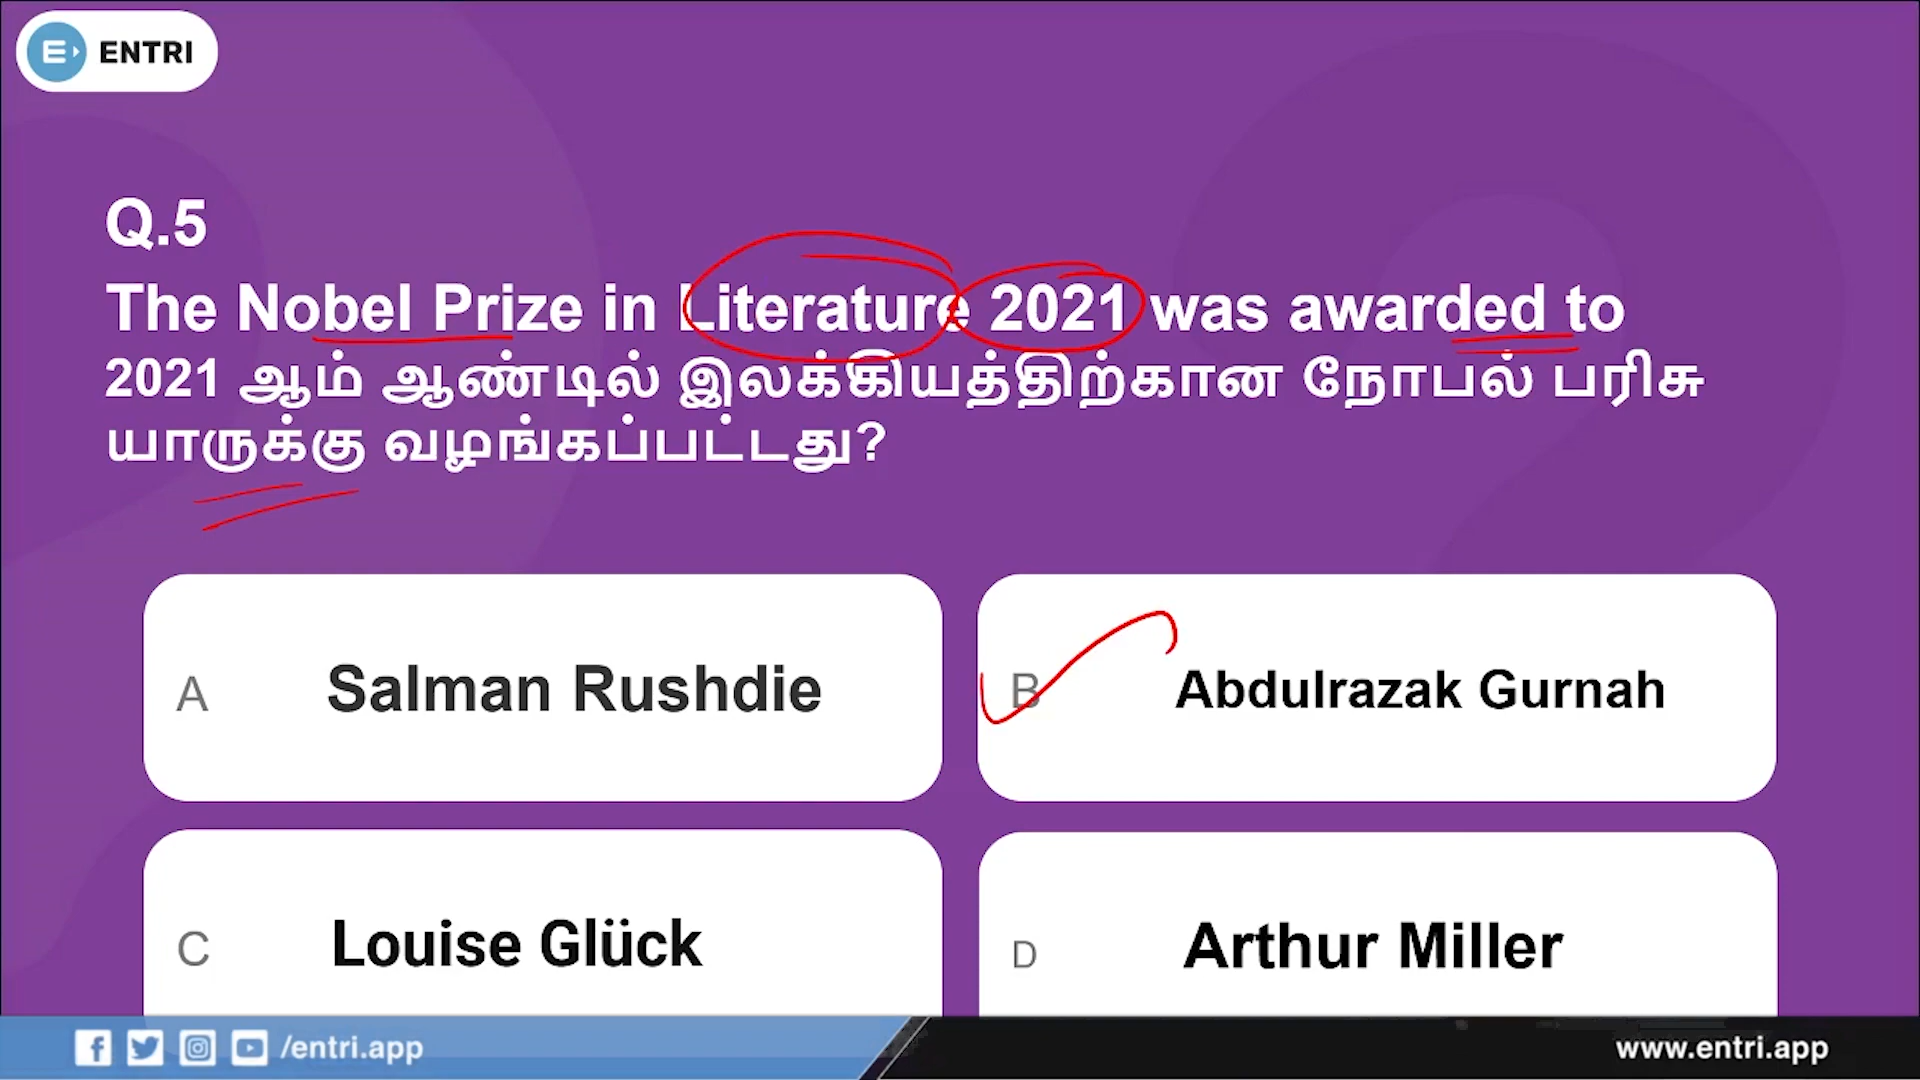 ENTRI
Q.5
The Nobel Prize in Literature 2021 was awarded to
2021 ஆம் ஆண்டில் இலக்கியத்திற்கான நோபல் பரிசு
யாருக்கு வழங்கப்பட்டது?
A Salman Rushdie
B Abdulrazak Gurnah
C Louise Glück
D Arthur Miller
/entri.app
www.entri.app